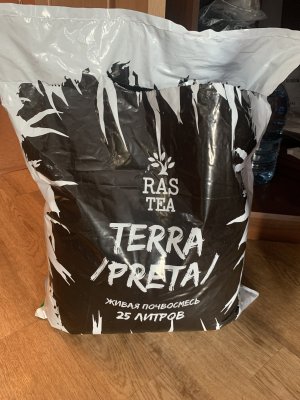 RAS
TEA
TERRA
/PRETA/
ЖИВАЯ ПОЧВОСМЕСЬ
25 ЛИТРОВ